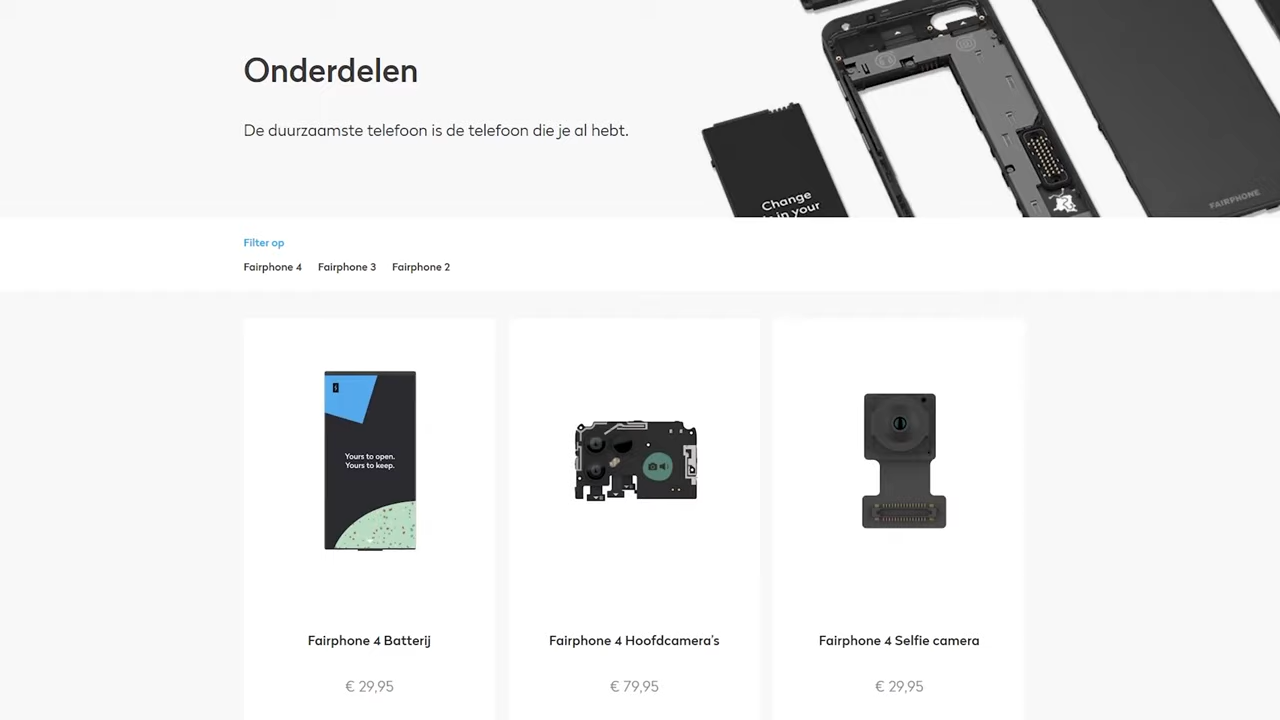 Onderdelen
De duurzaamste telefoon is de telefoon die je al hebt.
Change
in your
FAIRPHONE
Filter op
Fairphone 4 Fairphone 3 Fairphone 2
Yours to open.
Yours to keep.
Fairphone 4 Batterij
€ 29,95
Fairphone 4 Hoofdcamera's
€ 79,95
Fairphone 4 Selfie camera
€ 29,95